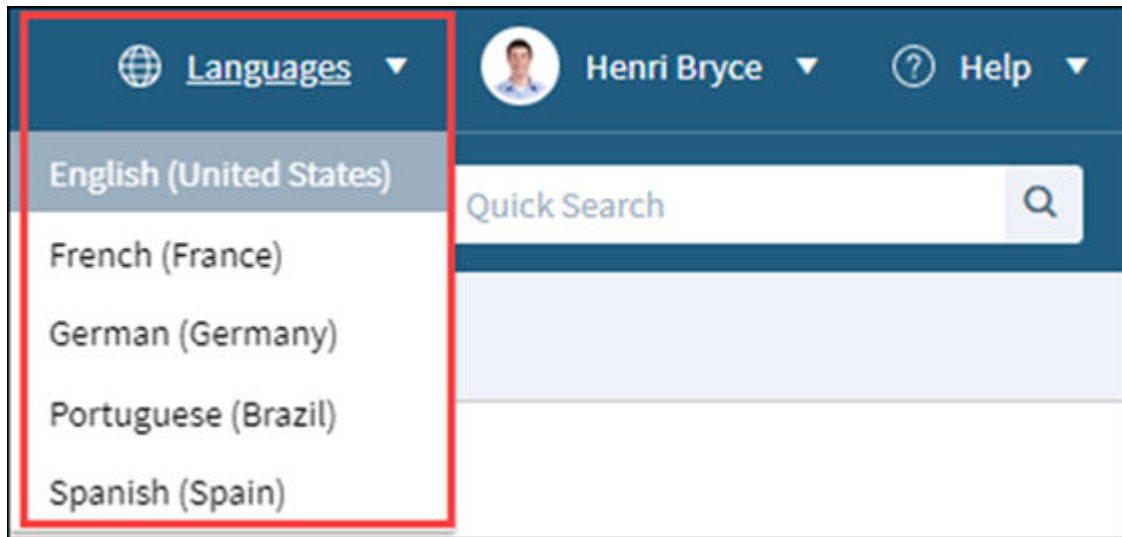 Languages Henri Bryce Help
English (United States)
Quick Search
French (France)
German (Germany)
Portuguese (Brazil)
Spanish (Spain)